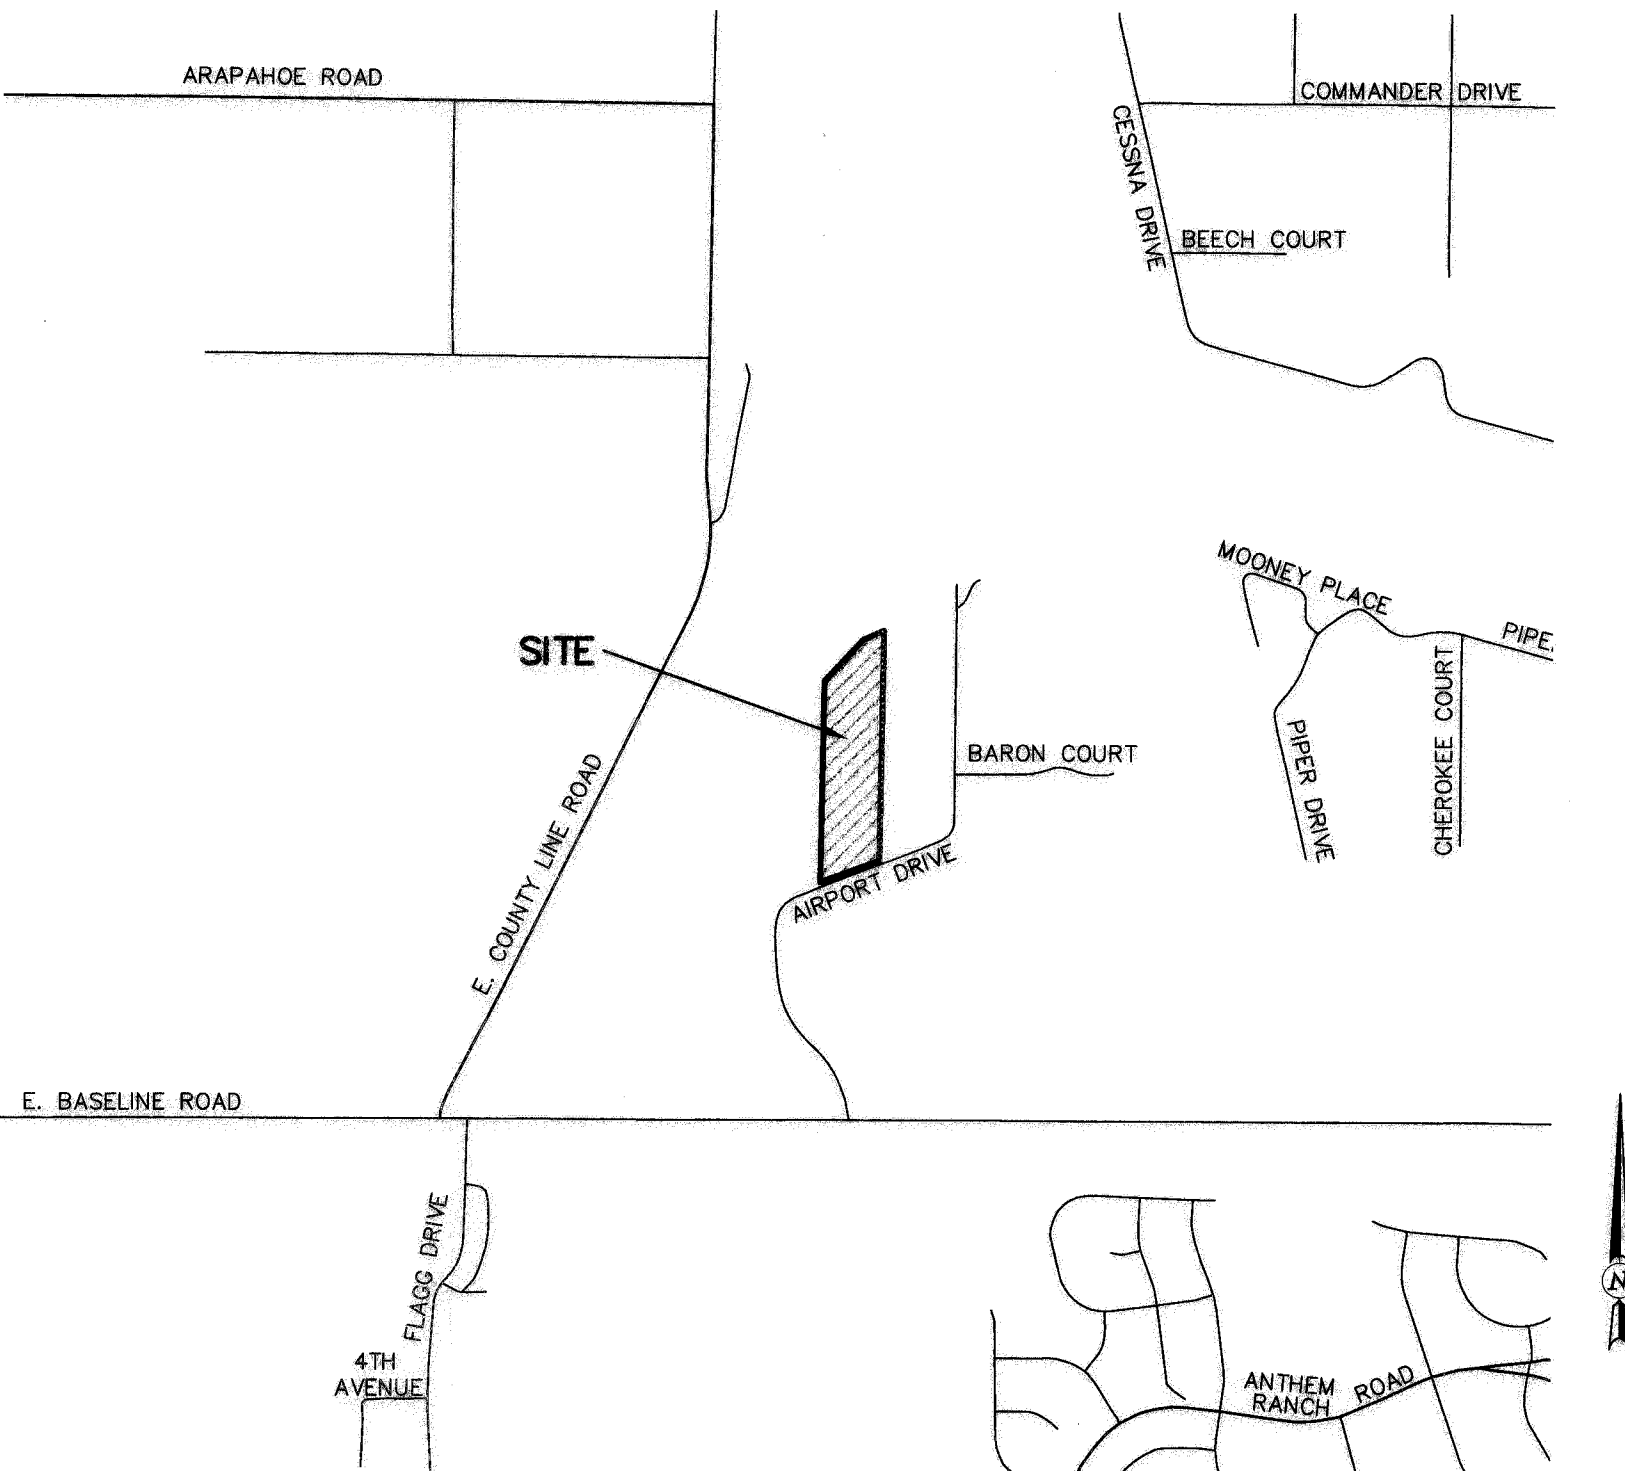 ARAPAHOE ROAD
COMMANDER DRIVE
CESSNA DRIVE
BEECH COURT
MOONEY PLACE
PIPE
SITE
CHEROKEE COURT
PIPER DRIVE
BARON COURT
E. COUNTY LINE ROAD
AIRPORT DRIVE
E. BASELINE ROAD
FLAGG DRIVE
N
4TH
AVENUE
ANTHEM
RANCH
ROAD